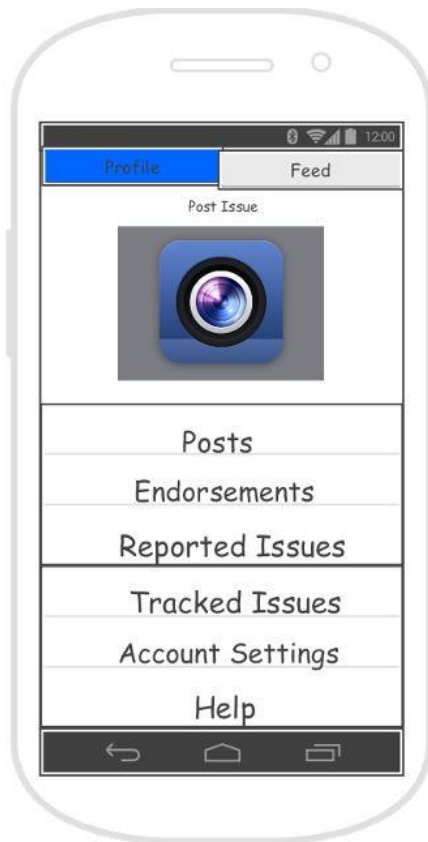 12:00
Profile Feed
Post Issue
Posts
Endorsements
Reported Issues
Tracked Issues
Account Settings
Help